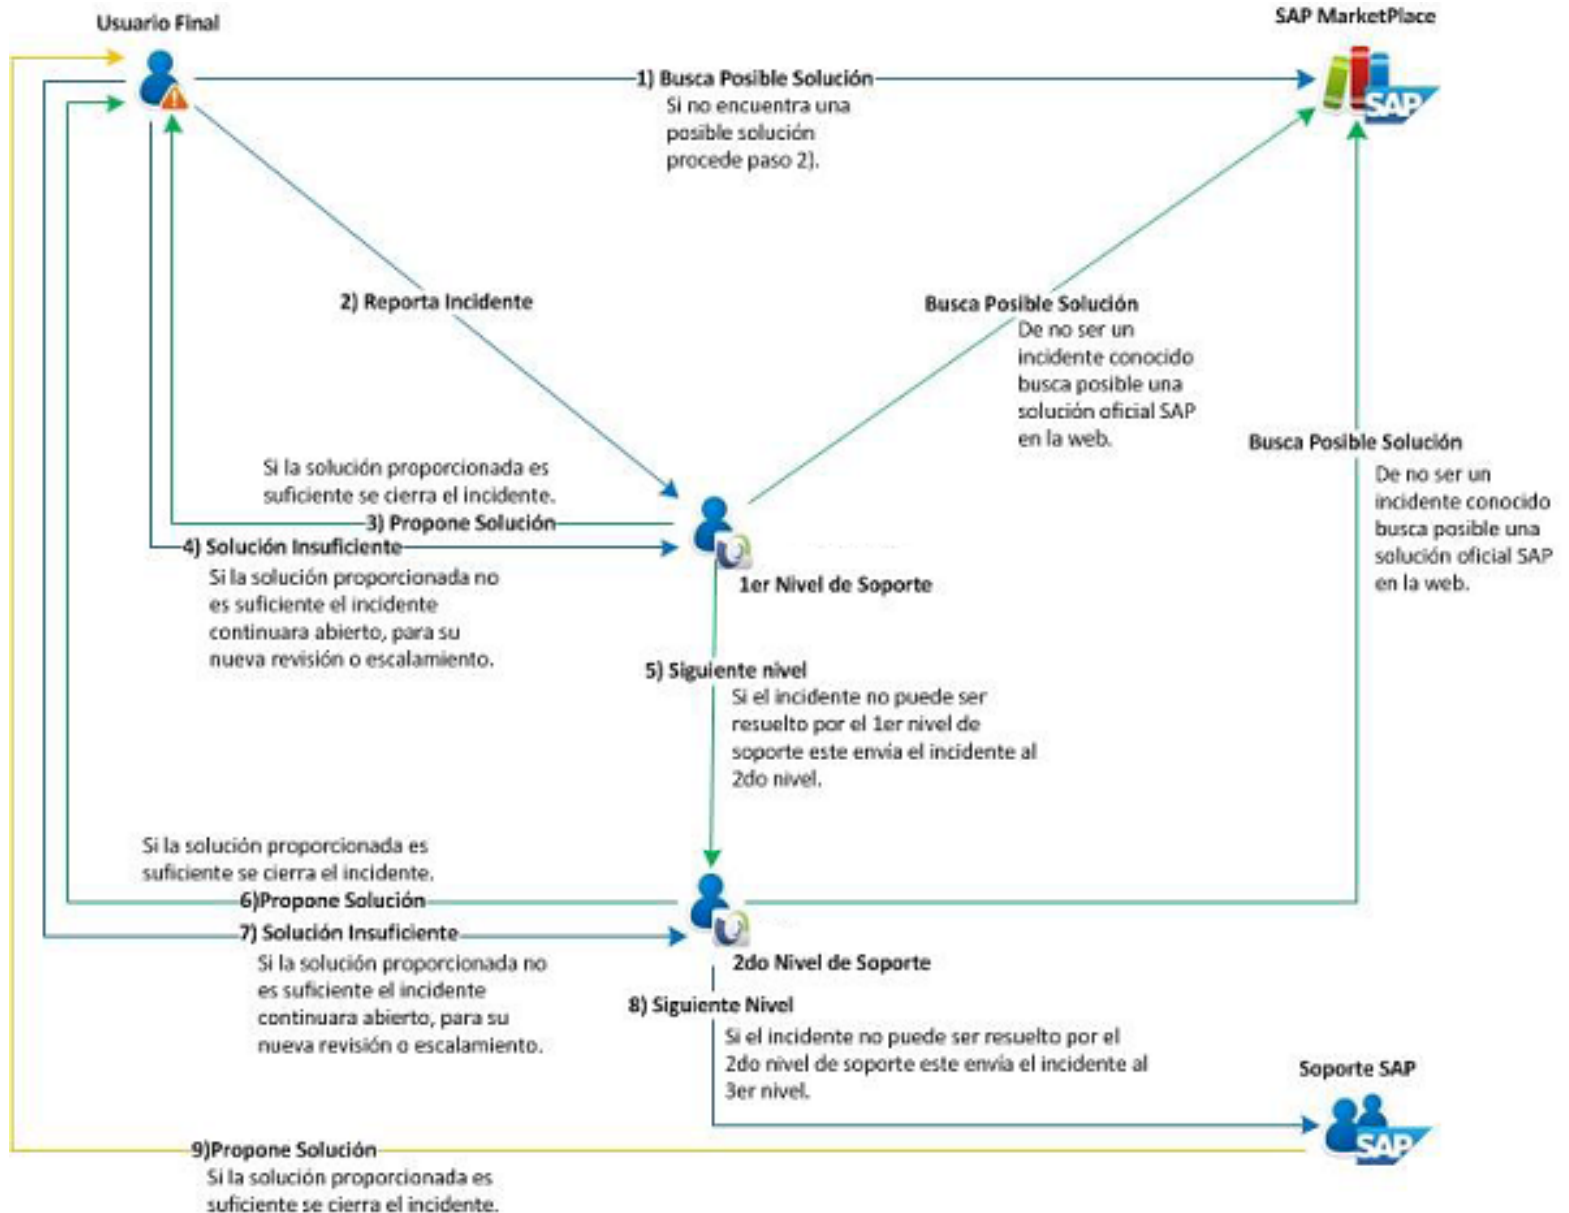 Usuario Final
SAP MarketPlace
1) Busca Posible Solución
Si no encuentra una
posible solución
procede paso 2).
SAP
2) Reporta Incidente
Busca Posible Solución
De no ser un
incidente conocido
busca posible una
solución oficial SAP
en la web.
Busca Posible Solución
De no ser un
incidente conocido
busca posible una
solución oficial SAP
en la web.
Si la solución proporcionada es
suficiente se cierra el incidente.
3) Propone Solución
4) Solución Insuficiente
Si la solución proporcionada no
es suficiente el incidente
continuara abierto, para su
nueva revisión o escalamiento.
1er Nivel de Soporte
5) Siguiente nivel
Si el incidente no puede ser
resuelto por el 1er nivel de
soporte este envía el incidente al
2do nivel.
Si la solución proporcionada es
suficiente se cierra el incidente.
6)Propone Solución
7) Solución Insuficiente
Si la solución proporcionada no
es suficiente el incidente
continuara abierto, para su
nueva revisión o escalamiento.
2do Nivel de Soporte
8) Siguiente Nivel
Si el incidente no puede ser resuelto por el
2do nivel de soporte este envía el incidente al
3er nivel.
Soporte SAP
SAP
9)Propone Solución
Si la solución proporcionada es
suficiente se cierra el incidente.